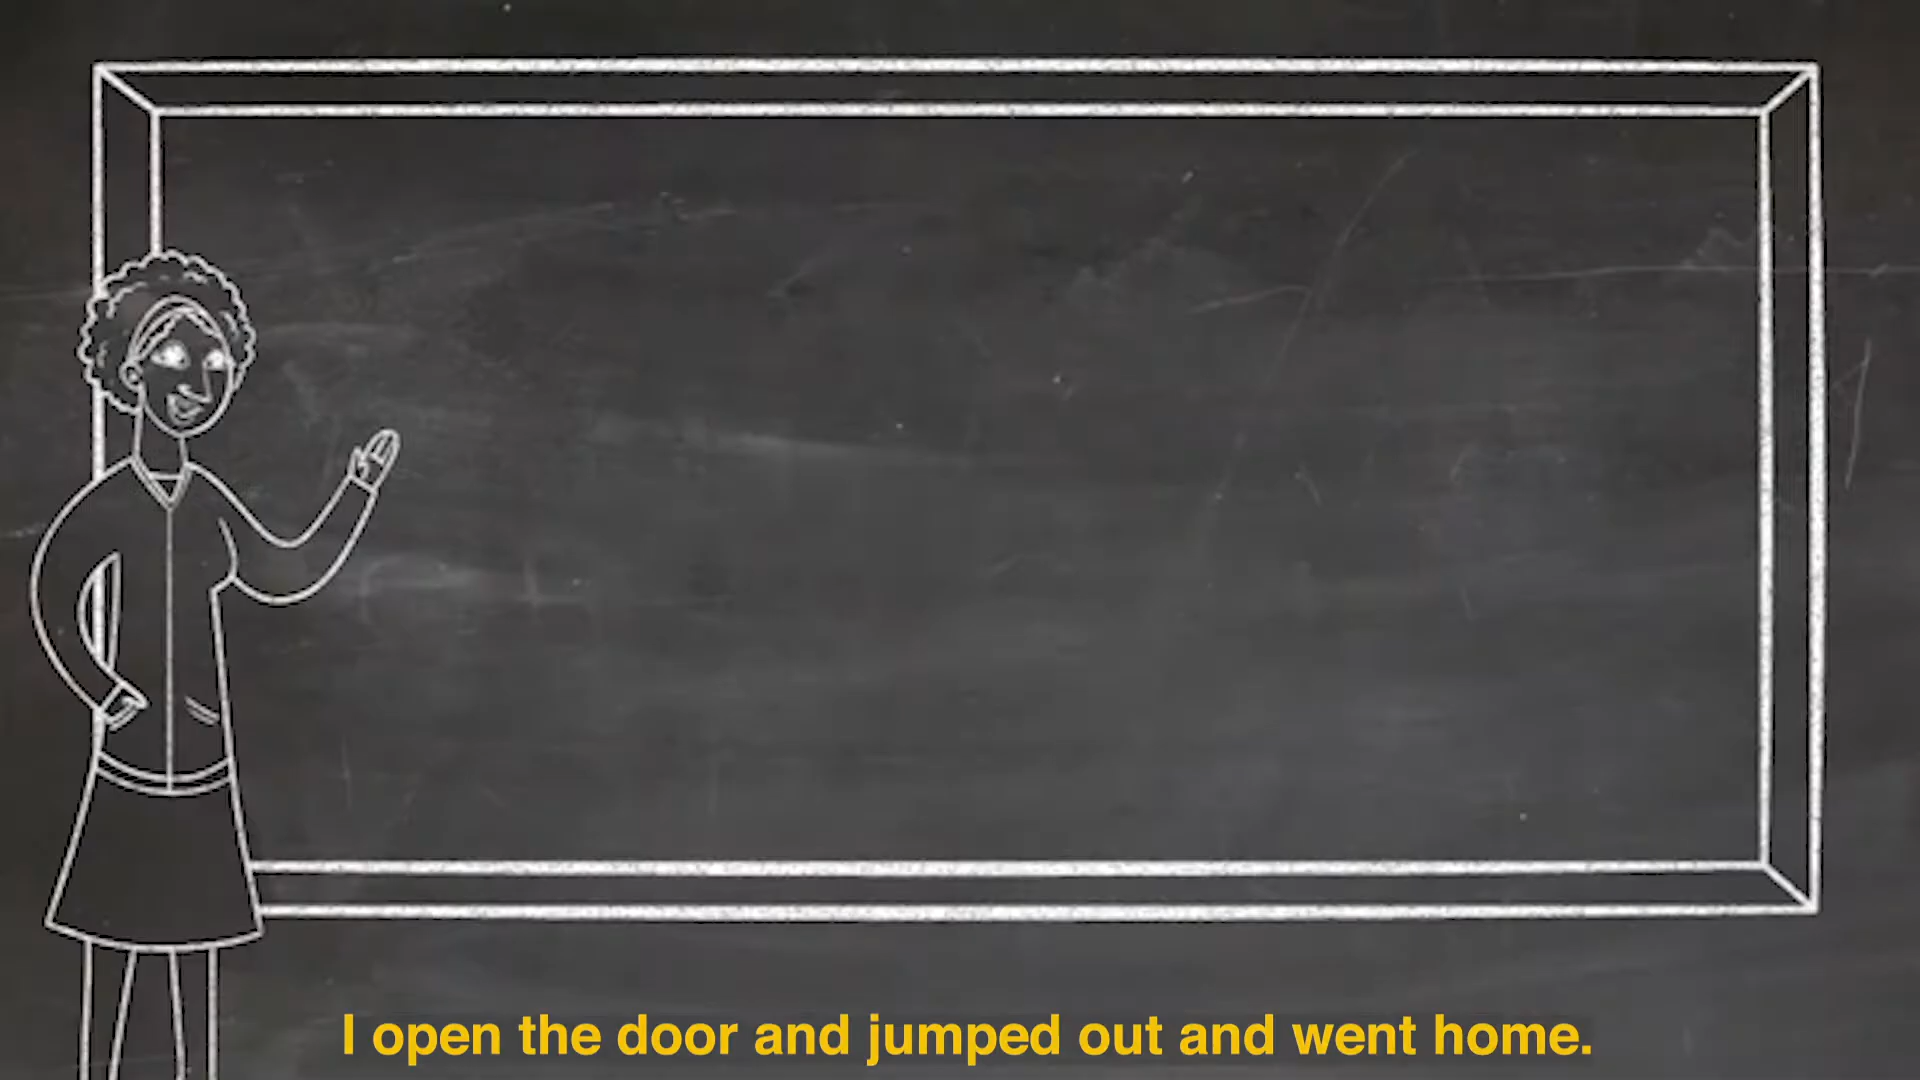 I open the door and jumped out and went home.